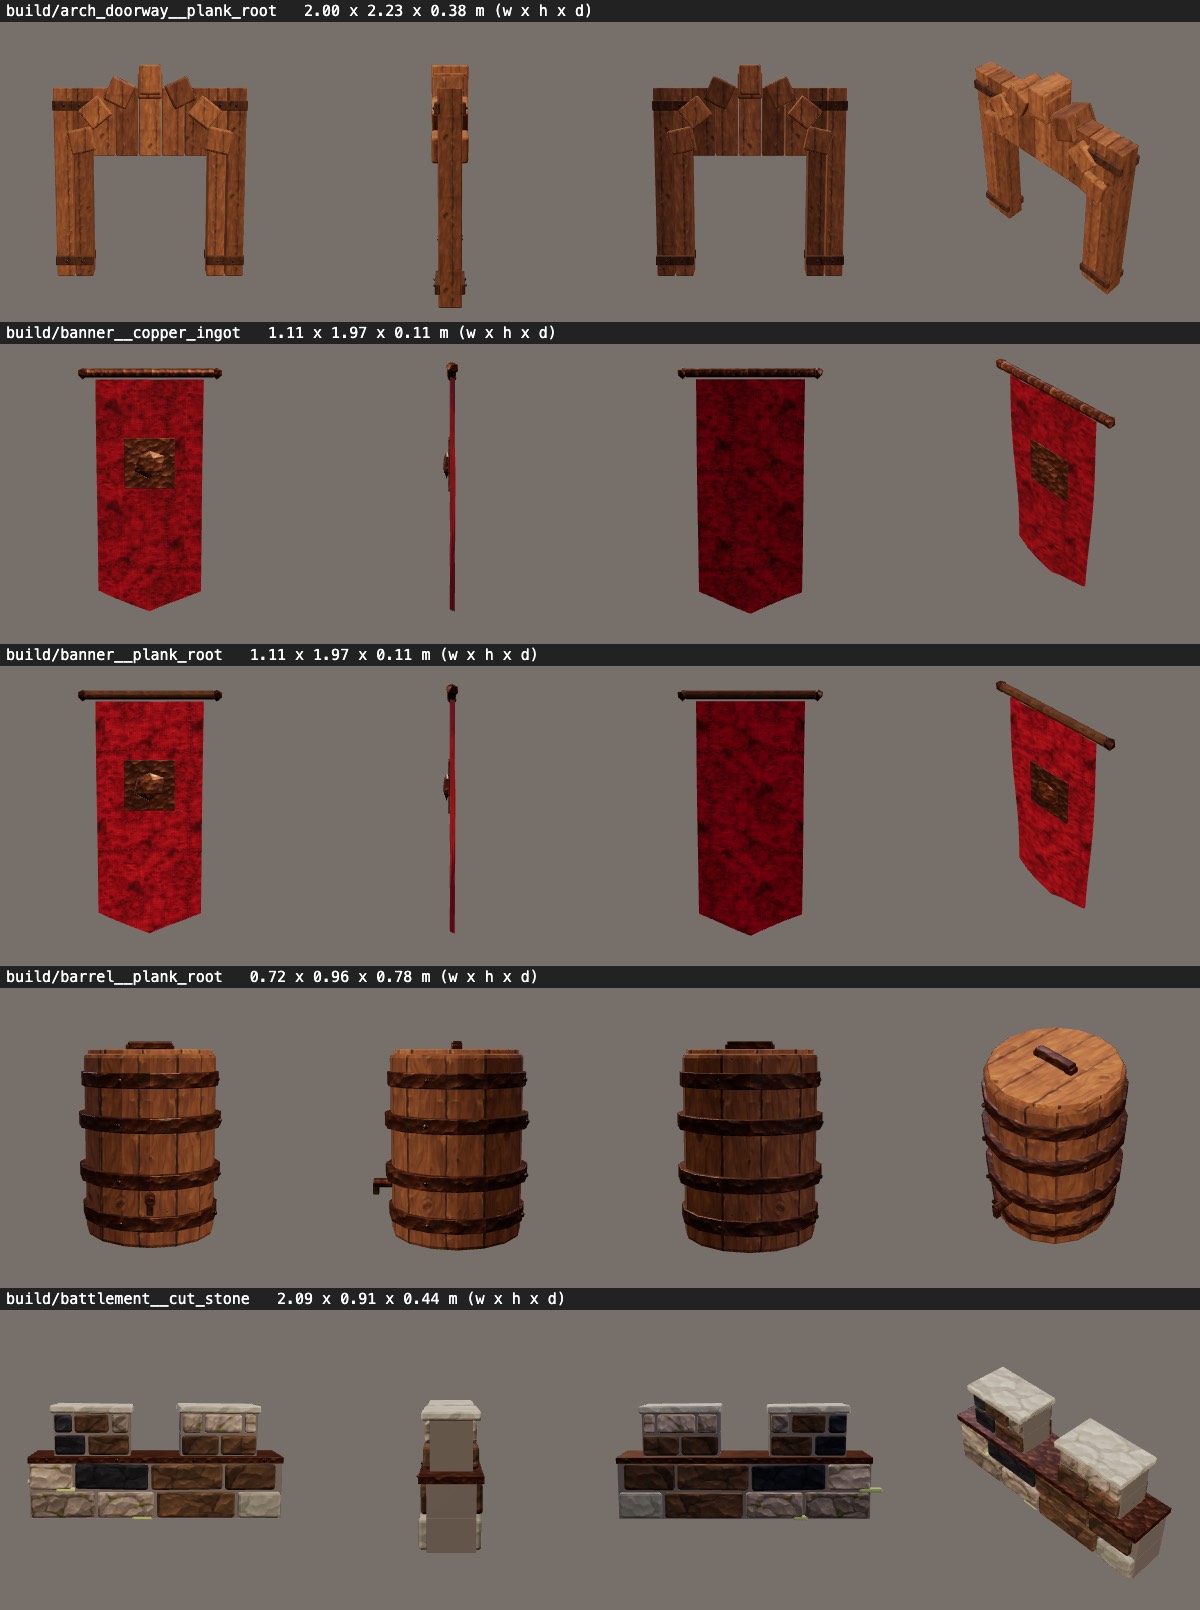 build/arch_doorway__plank_root   2.00 x 2.23 x 0.38 m (w x h x d)
build/banner__copper_ingot   1.11 x 1.97 x 0.11 m (w x h x d)
build/banner__plank_root   1.11 x 1.97 x 0.11 m (w x h x d)
build/barrel__plank_root   0.72 x 0.96 x 0.78 m (w x h x d)
build/battlement__cut_stone   2.09 x 0.91 x 0.44 m (w x h x d)